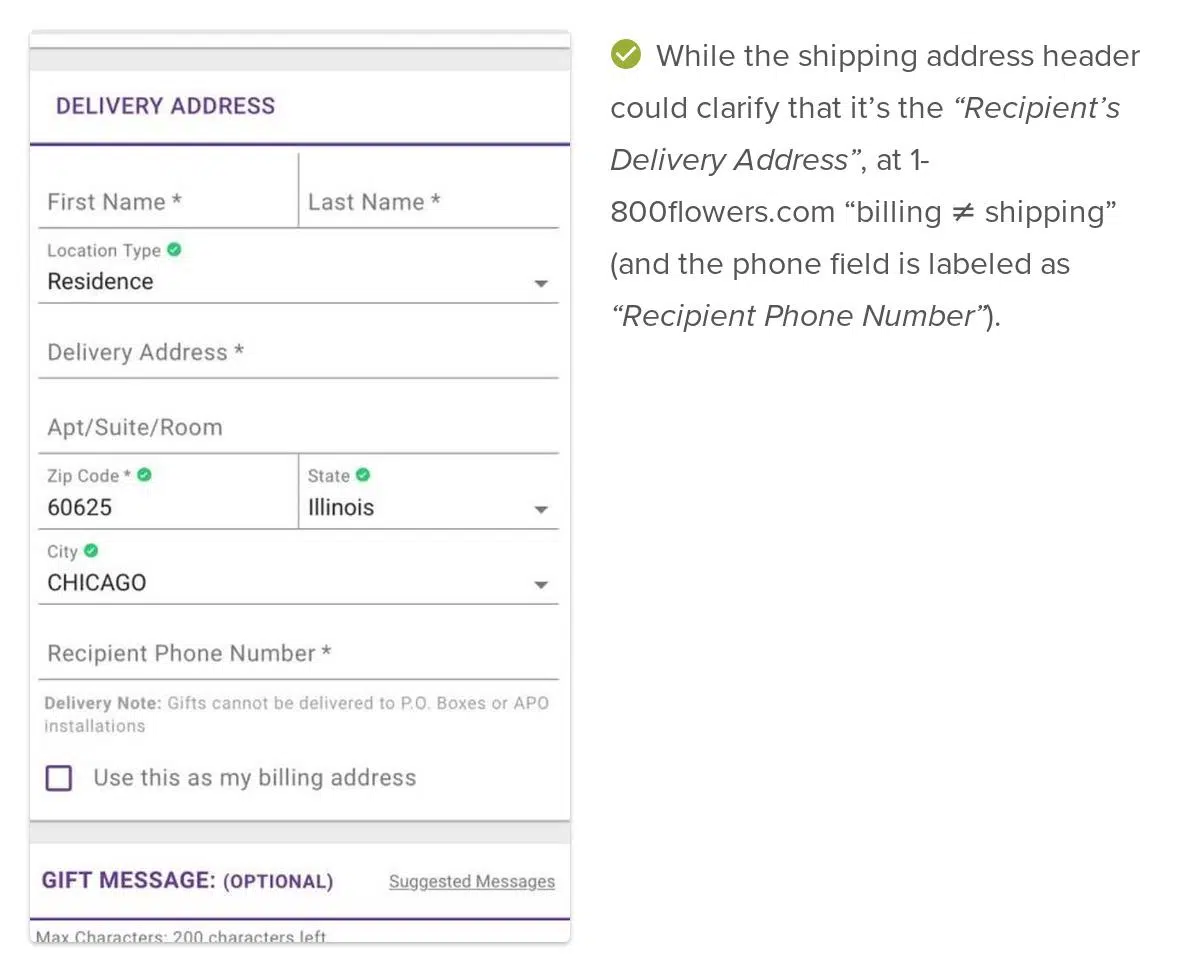 DELIVERY ADDRESS
First Name *
Last Name *
Location Type
Residence
Delivery Address *
Apt/Suite/Room
Zip Code *
State
60625
Illinois
City
CHICAGO
Recipient Phone Number *
Delivery Note: Gifts cannot be delivered to P.O. Boxes or APO
installations
Use this as my billing address
GIFT MESSAGE: (OPTIONAL)
Suggested Messages
Max Characters: 200 characters left
While the shipping address header
could clarify that it’s the “Recipient’s
Delivery Address”, at 1-
800flowers.com “billing ≠ shipping”
(and the phone field is labeled as
“Recipient Phone Number”).